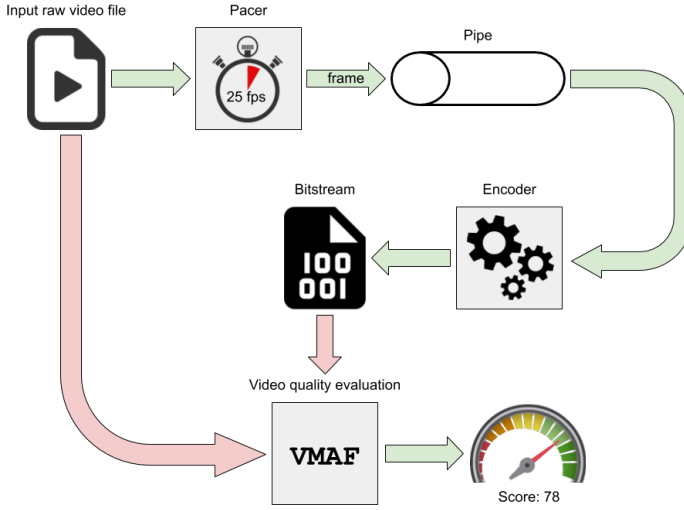 Input raw video file
Pacer
Pipe
25 fps
frame
Bitstream
Encoder
100
001
Video quality evaluation
VMAF
Score: 78